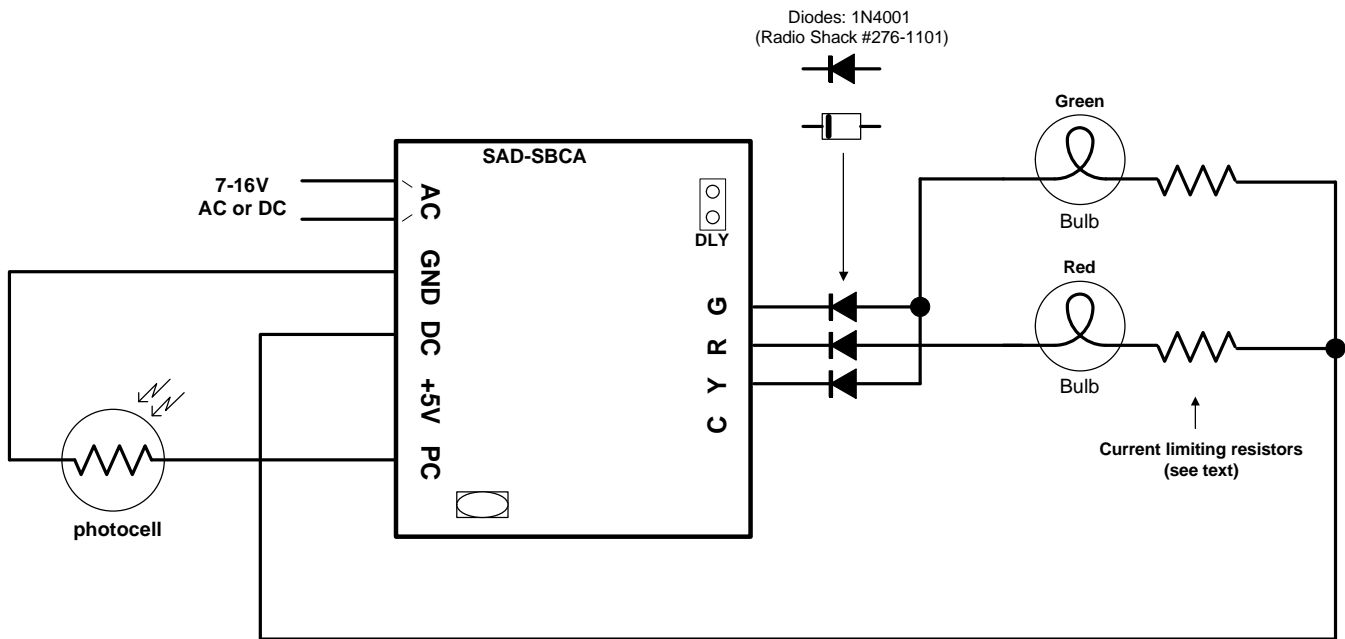 Diodes: 1N4001
(Radio Shack #276-1101)
Green
SAD-SBCA
7-16V
AC or DC
AC
DLY
Bulb
GND
Red
G
DC
R
Bulb
+5V
Y
C
PC
Current limiting resistors
(see text)
photocell